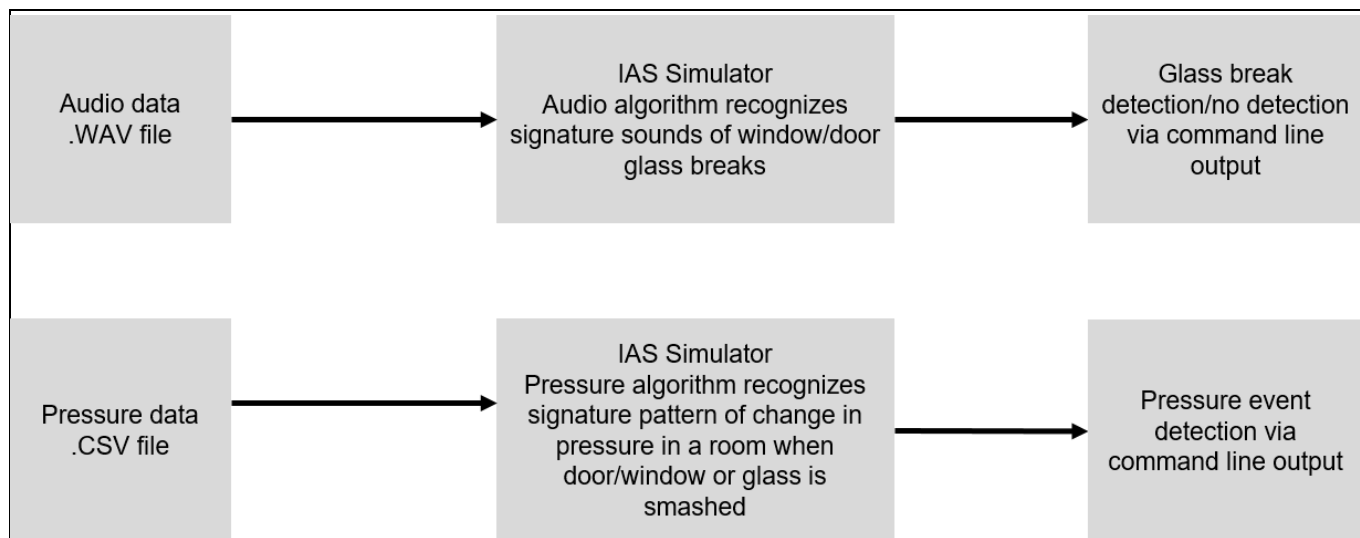 Audio data
.WAV file
IAS Simulator
Audio algorithm recognizes
signature sounds of window/door
glass breaks
Glass break
detection/no detection
via command line
output
Pressure data
.CSV file
IAS Simulator
Pressure algorithm recognizes
signature pattern of change in
pressure in a room when
door/window or glass is
smashed
Pressure event
detection via
command line output